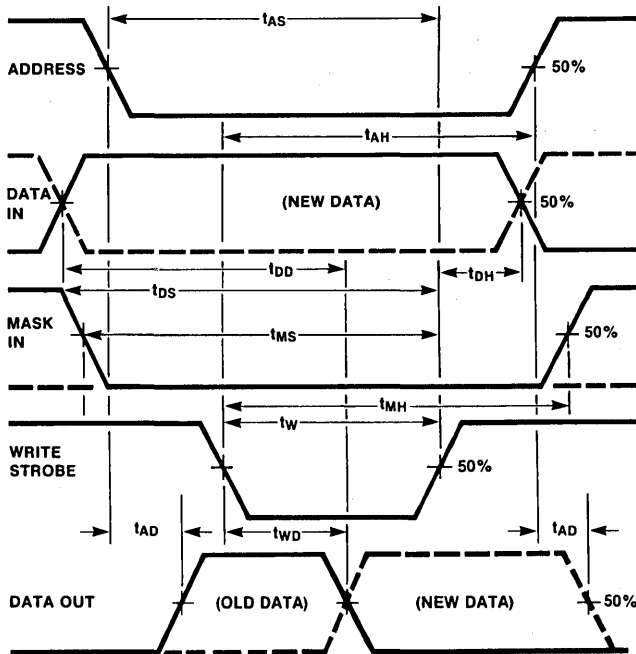 tAS
ADDRESS
50%
tAH
DATA
IN
(NEW DATA)
50%
tDD
tDH
tDS
MASK
IN
tMS
50%
tMH
tW
WRITE
STROBE
50%
tAD
tWD
tAD
DATA OUT
(OLD DATA)
(NEW DATA)
50%